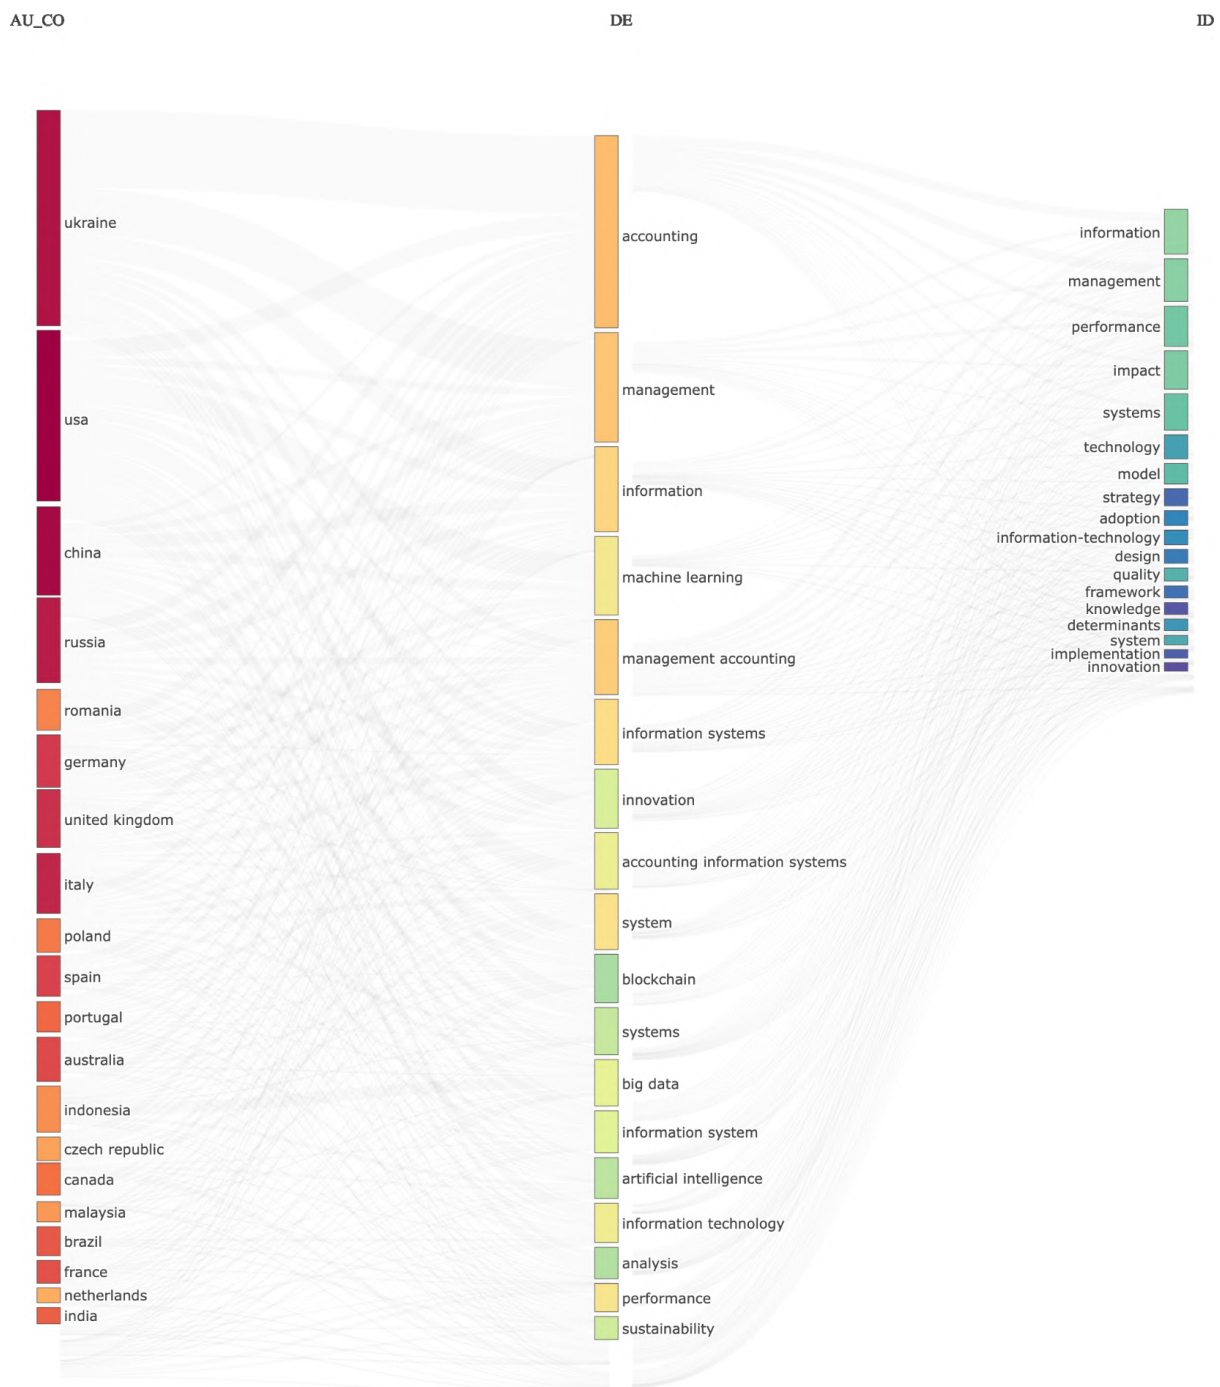 AU_CO
DE
ID
ukraine
usa
china
russia
romania
germany
united kingdom
italy
poland
spain
portugal
australia
indonesia
czech republic
canada
malaysia
brazil
france
netherlands
india
accounting
management
information
machine learning
management accounting
information systems
innovation
accounting information systems
system
blockchain
systems
big data
information system
artificial intelligence
information technology
analysis
performance
sustainability
information
management
performance
impact
systems
technology
model
strategy
adoption
information-technology
design
quality
framework
knowledge
determinants
system
implementation
innovation